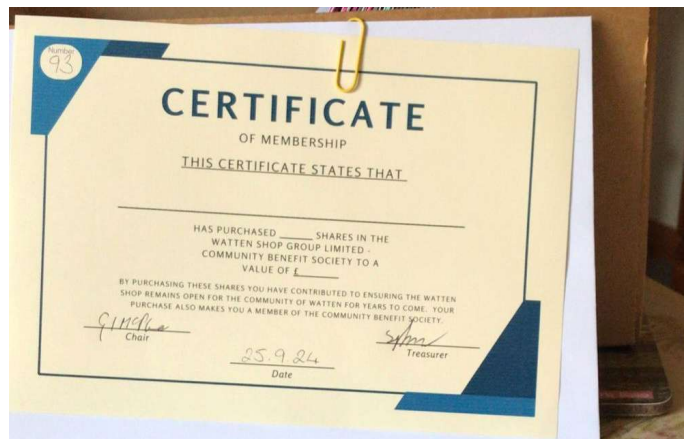 Number
93
CERTIFICATE
OF MEMBERSHIP
THIS CERTIFICATE STATES THAT
HAS PURCHASED ______ SHARES IN THE
WATTEN SHOP GROUP LIMITED -
COMMUNITY BENEFIT SOCIETY TO A
VALUE OF £______
BY PURCHASING THESE SHARES YOU HAVE CONTRIBUTED TO ENSURING THE WATTEN
SHOP REMAINS OPEN FOR THE COMMUNITY OF WATTEN FOR YEARS TO COME. YOUR
PURCHASE ALSO MAKES YOU A MEMBER OF THE COMMUNITY BENEFIT SOCIETY.
Chair
Treasurer
25.9.24
Date